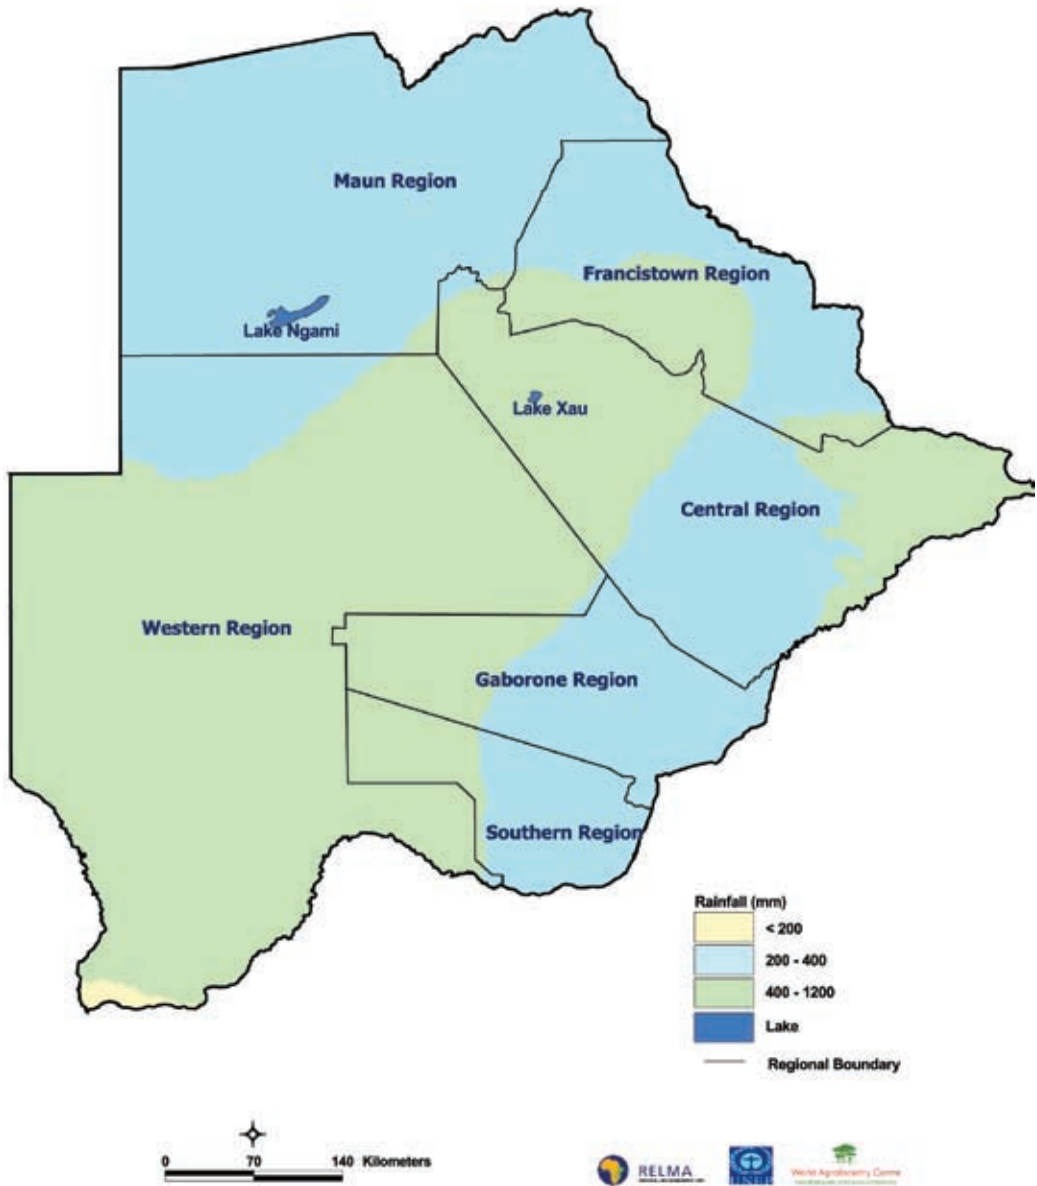 Maun Region
Francistown Region
Lake Ngami
Lake Xau
Central Region
Western Region
Gaborone Region
Southern Region
Rainfall (mm)
< 200
200 - 400
400 - 1200
Lake
Regional Boundary
0 70 140 Kilometers
RELMA
UNEP
World Agroforestry Centre